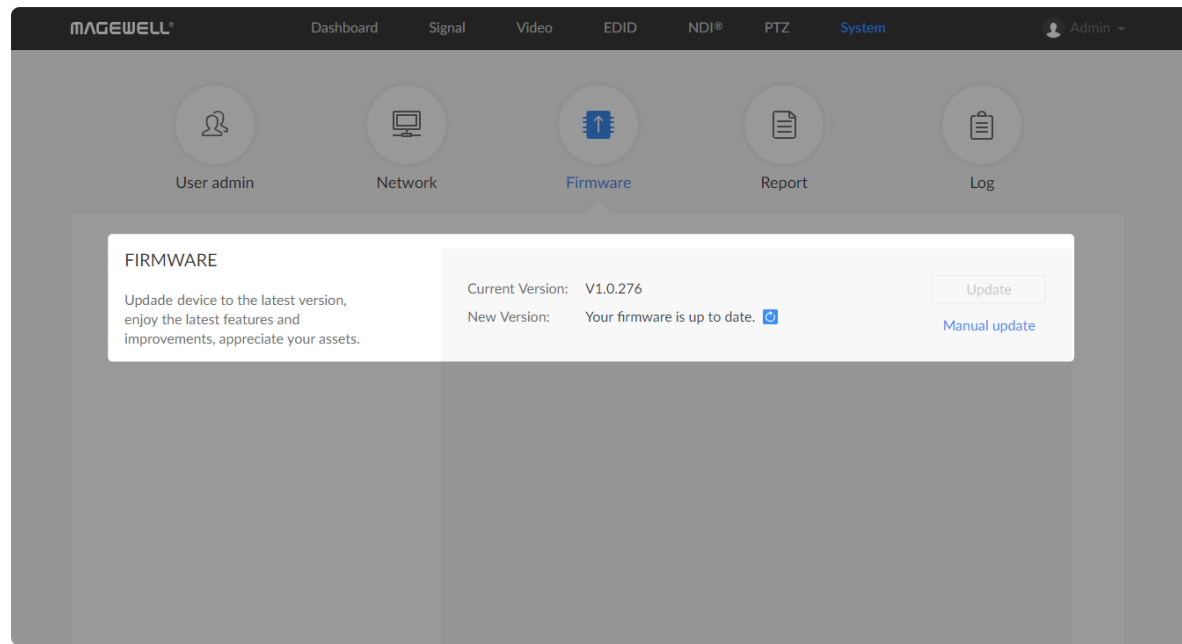 MAGEWELL®
Dashboard Signal Video EDID NDI® PTZ System Admin
User admin Network Firmware Report Log
FIRMWARE
Updade device to the latest version,
enjoy the latest features and
improvements, appreciate your assets.
Current Version: V1.0.276
New Version: Your firmware is up to date.
Update
Manual update